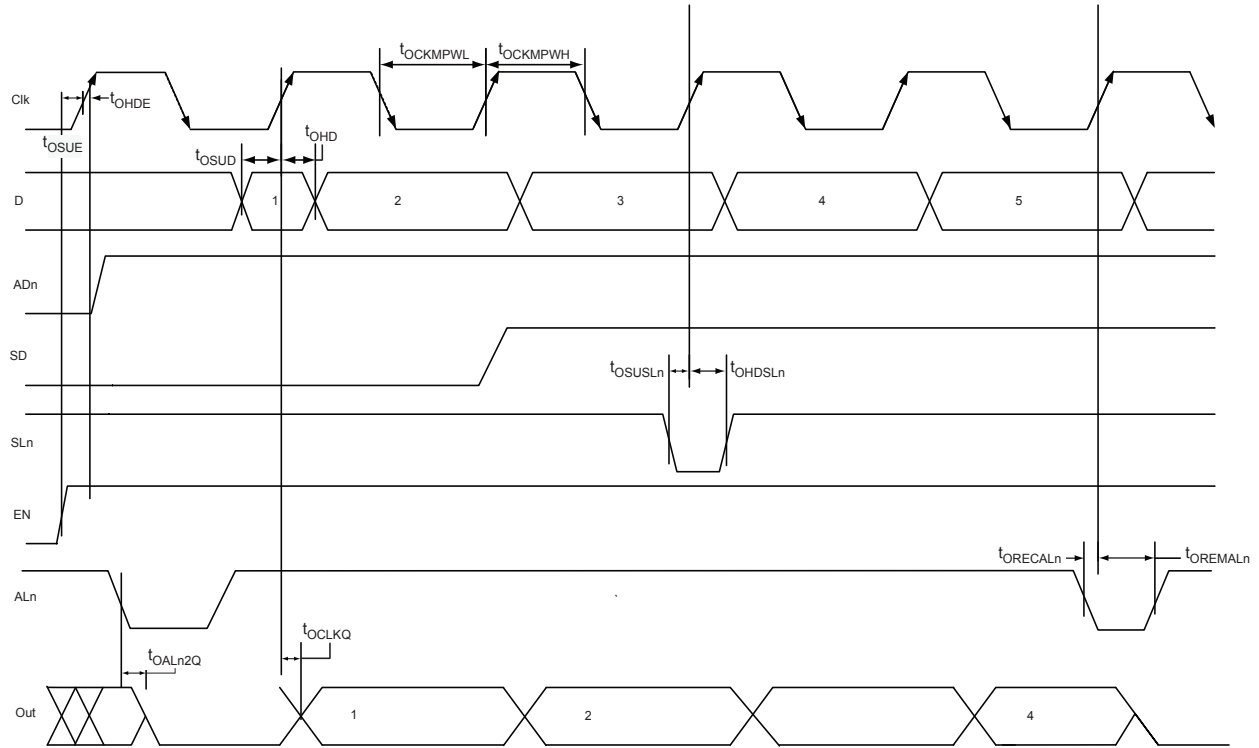 tOCKMPWL
tOCKMPWH
Clk
tOHDE
tOHD
tOSUE
tOSUD
D
1
2
3
4
5
ADn
SD
tOSUSLn
tOHDSLn
SLn
EN
tORECALn
tOREMALn
ALn
tOCLKQ
tOALn2Q
Out
1
2
4